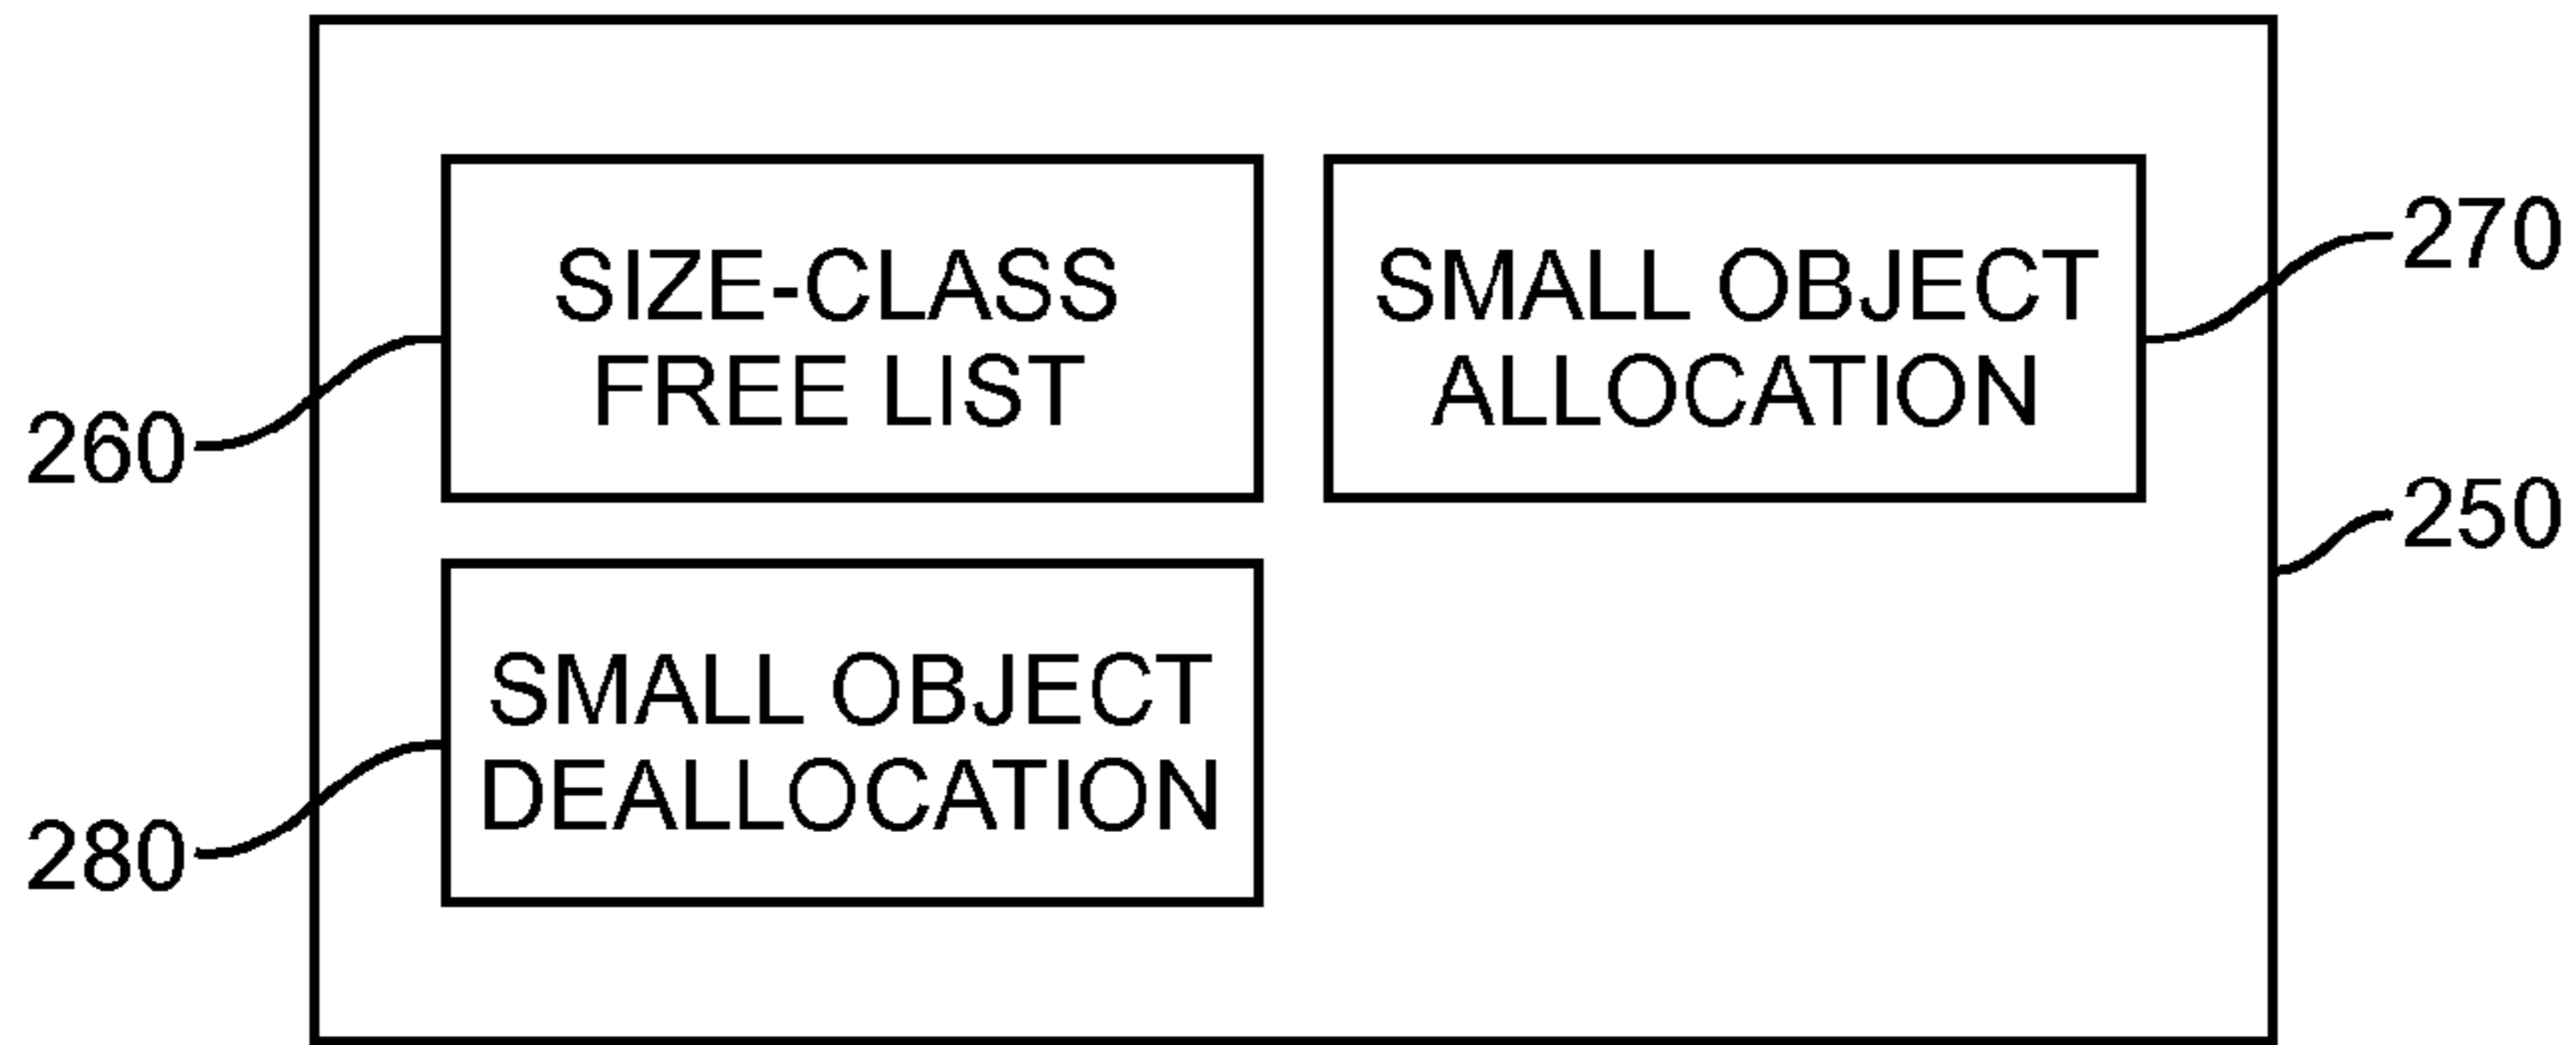 SIZE-CLASS
FREE LIST
SMALL OBJECT
ALLOCATION
270
260
250
SMALL OBJECT
DEALLOCATION
280